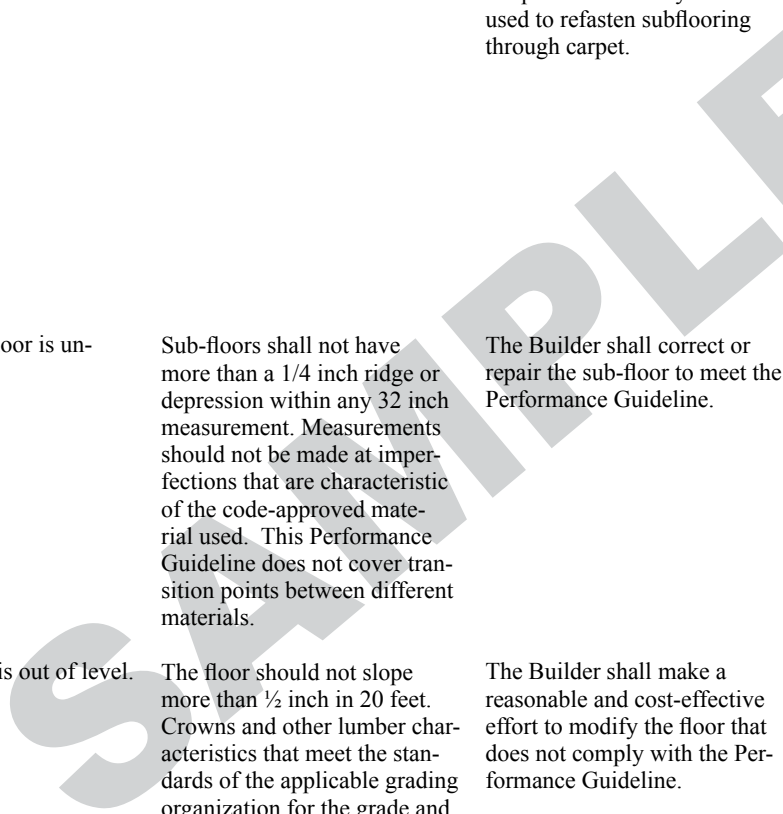 used to refasten subflooring
through carpet.
oor is un-
Sub-floors shall not have
more than a 1/4 inch ridge or
depression within any 32 inch
measurement. Measurements
should not be made at imper-
fections that are characteristic
of the code-approved mate-
rial used. This Performance
Guideline does not cover tran-
sition points between different
materials.
The Builder shall correct or
repair the sub-floor to meet the
Performance Guideline.
is out of level.
The floor should not slope
more than ½ inch in 20 feet.
Crowns and other lumber char-
acteristics that meet the stan-
dards of the applicable grading
organization for the grade and
The Builder shall make a
reasonable and cost-effective
effort to modify the floor that
does not comply with the Per-
formance Guideline.
SAMPLE